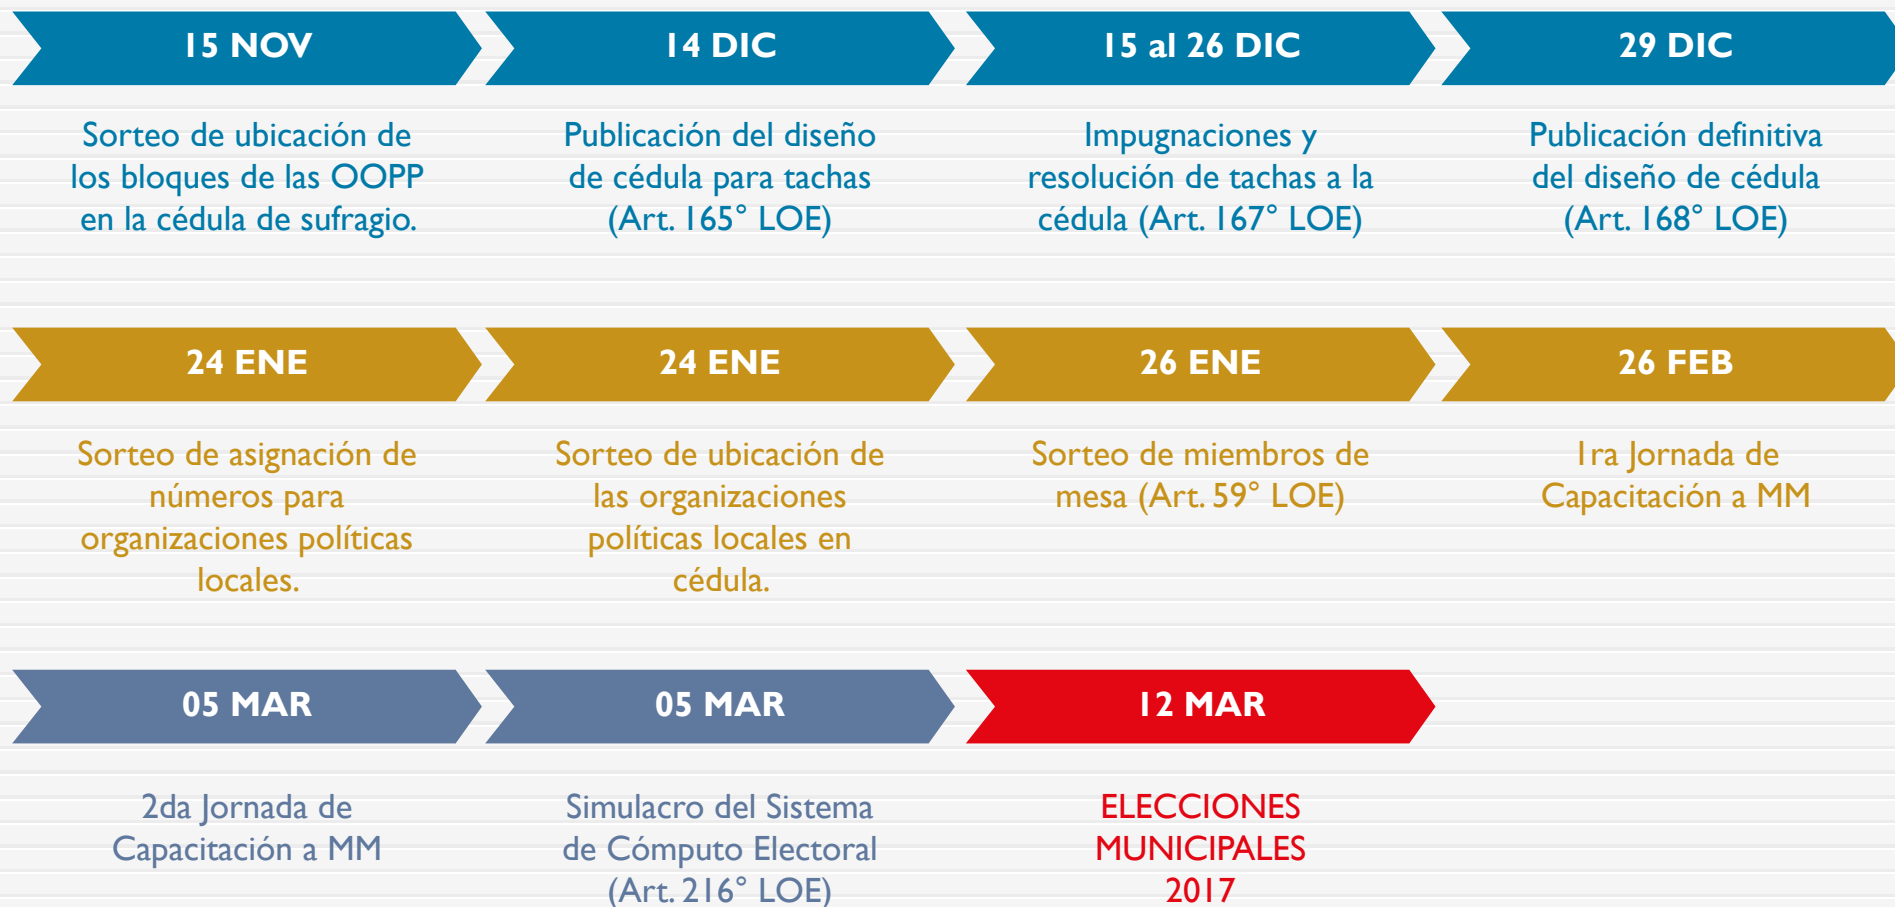 15 NOV
14 DIC
15 al 26 DIC
29 DIC
Sorteo de ubicación de
los bloques de las OOPP
en la cédula de sufragio.
Publicación del diseño
de cédula para tachas
(Art. 165° LOE)
Impugnaciones y
resolución de tachas a la
cédula (Art. 167° LOE)
Publicación definitiva
del diseño de cédula
(Art. 168° LOE)
24 ENE
24 ENE
26 ENE
26 FEB
Sorteo de asignación de
números para
organizaciones políticas
locales.
Sorteo de ubicación de
las organizaciones
políticas locales en
cédula.
Sorteo de miembros de
mesa (Art. 59° LOE)
1ra Jornada de
Capacitación a MM
05 MAR
05 MAR
12 MAR
2da Jornada de
Capacitación a MM
Simulacro del Sistema
de Cómputo Electoral
(Art. 216° LOE)
ELECCIONES
MUNICIPALES
2017